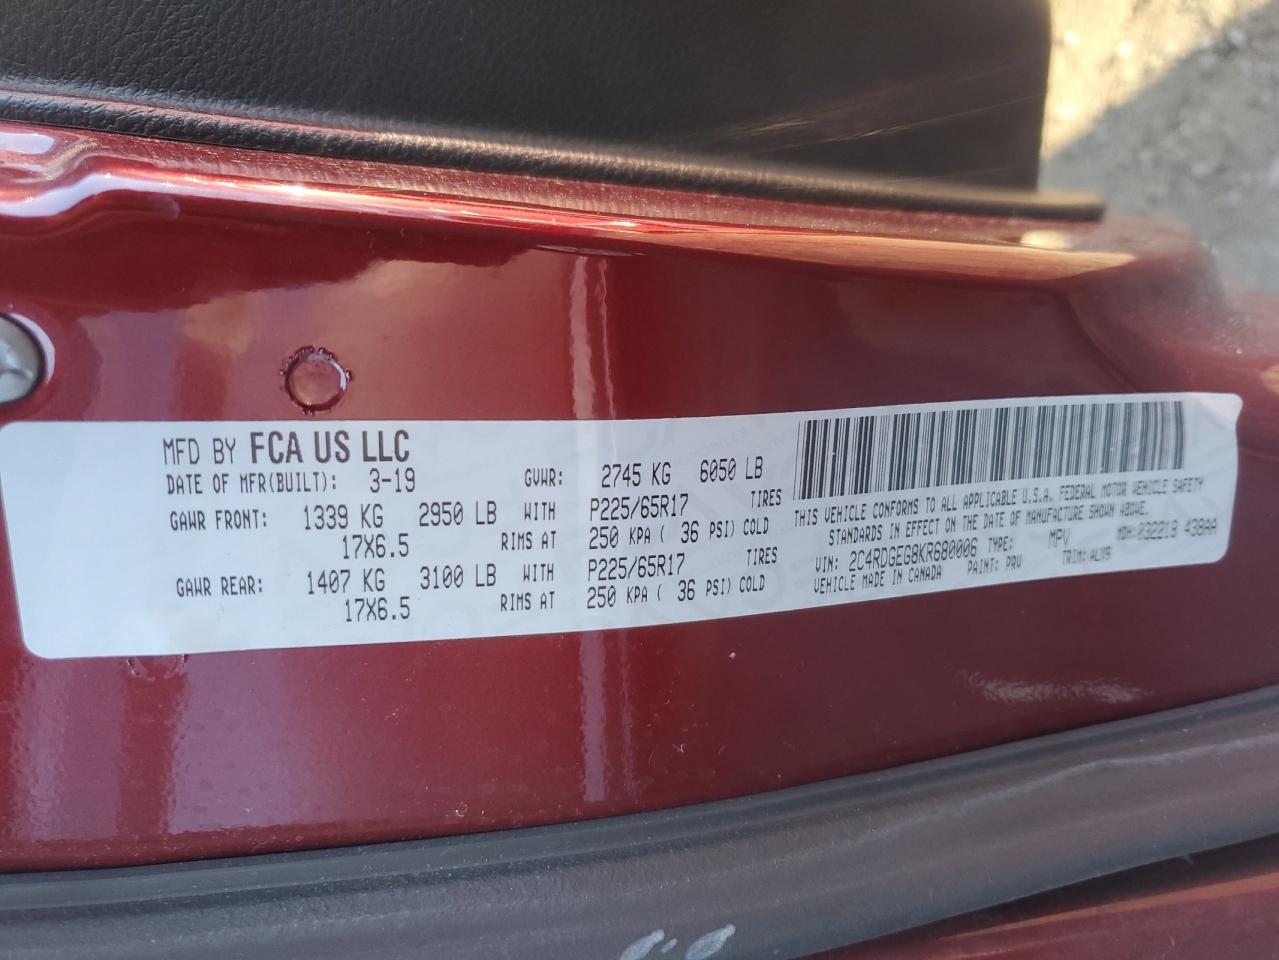 MFD BY FCA US LLC
DATE OF MFR(BUILT): 3-19 GVWR: 2745 KG 6050 LB
GAWR FRONT: 1339 KG 2950 LB WITH P225/65R17 TIRES
17X6.5 RIMS AT 250 KPA ( 36 PSI) COLD
GAWR REAR: 1407 KG 3100 LB WITH P225/65R17 TIRES
17X6.5 RIMS AT 250 KPA ( 36 PSI) COLD
THIS VEHICLE CONFORMS TO ALL APPLICABLE U.S.A. FEDERAL MOTOR VEHICLE SAFETY
STANDARDS IN EFFECT ON THE DATE OF MANUFACTURE SHOWN ABOVE.
VIN: 2C4RDGEG8KR680006 TYPE: MPV MDH: 032219 438AA
VEHICLE MADE IN CANADA PAINT: PRV TRIM: